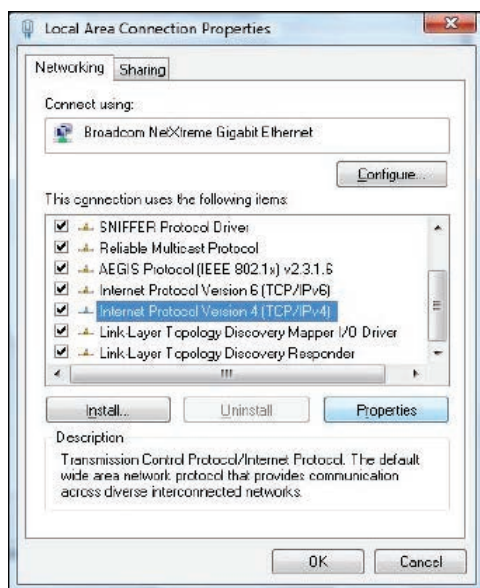 Local Area Connection Properties
Networking
Sharing
Connect using:
Broadcom NetXtreme Gigabit Ethernet
Configure...
This connection uses the following items:
SNIFFER Protocol Driver
Reliable Multicast Protocol
AEGIS Protocol (IEEE 802.1x) v2.3.1.6
Internet Protocol Version 6 (TCP/IPv6)
Internet Protocol Version 4 (TCP/IPv4)
Link-Layer Topology Discovery Mapper I/O Driver
Link-Layer Topology Discovery Responder
Install...
Uninstall
Properties
Description
Transmission Control Protocol/Internet Protocol. The default
wide area network protocol that provides communication
across diverse interconnected networks.
OK
Cancel